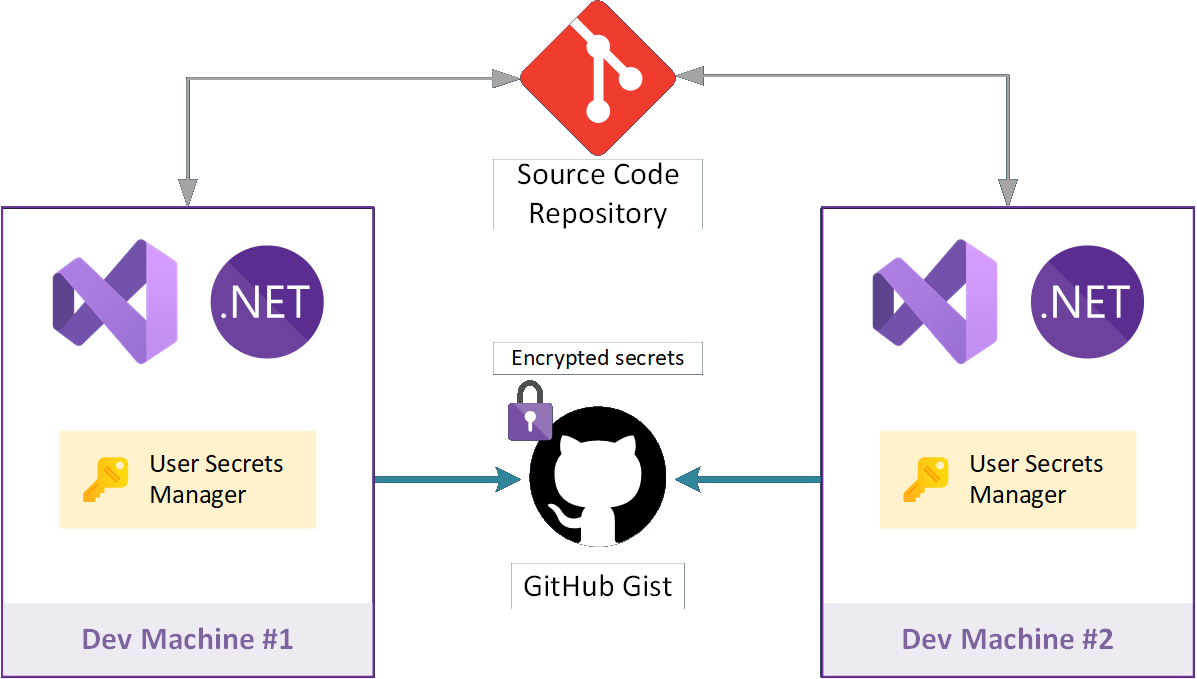 Source Code
Repository
.NET
.NET
Encrypted secrets
User Secrets
Manager
User Secrets
Manager
GitHub Gist
Dev Machine #1
Dev Machine #2